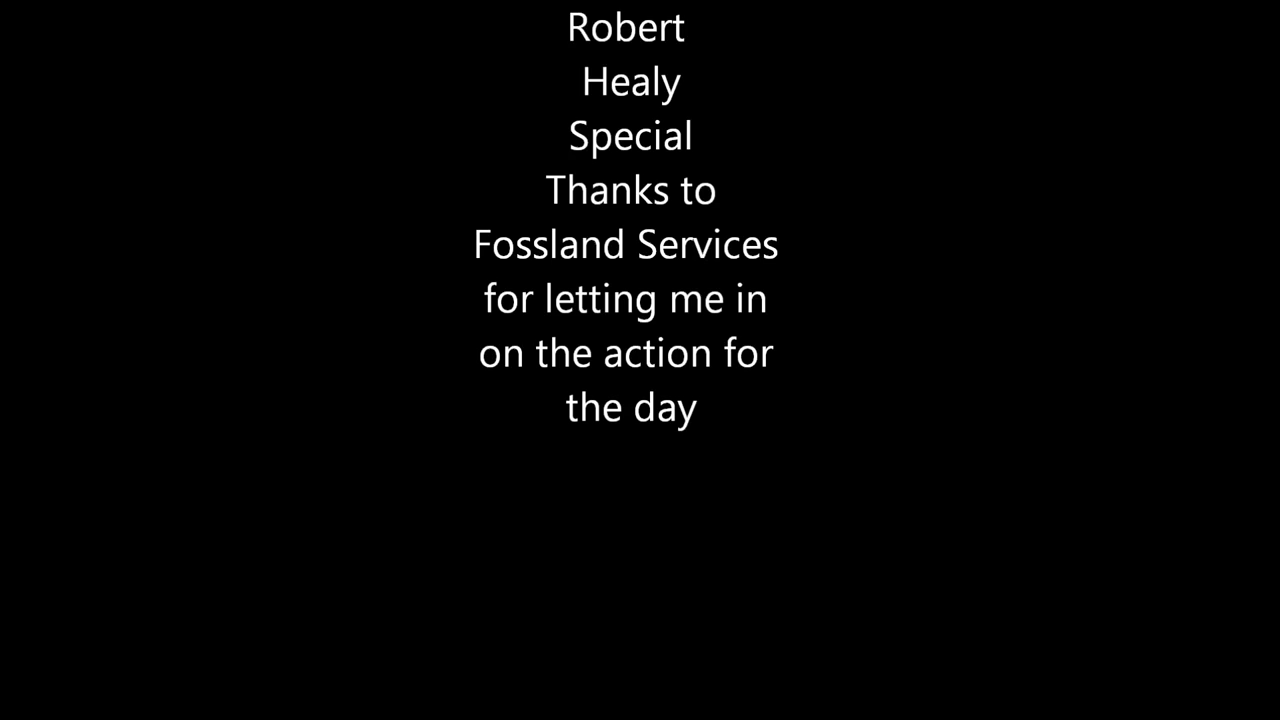 Robert
Healy
Special
Thanks to
Fossland Services
for letting me in
on the action for
the day